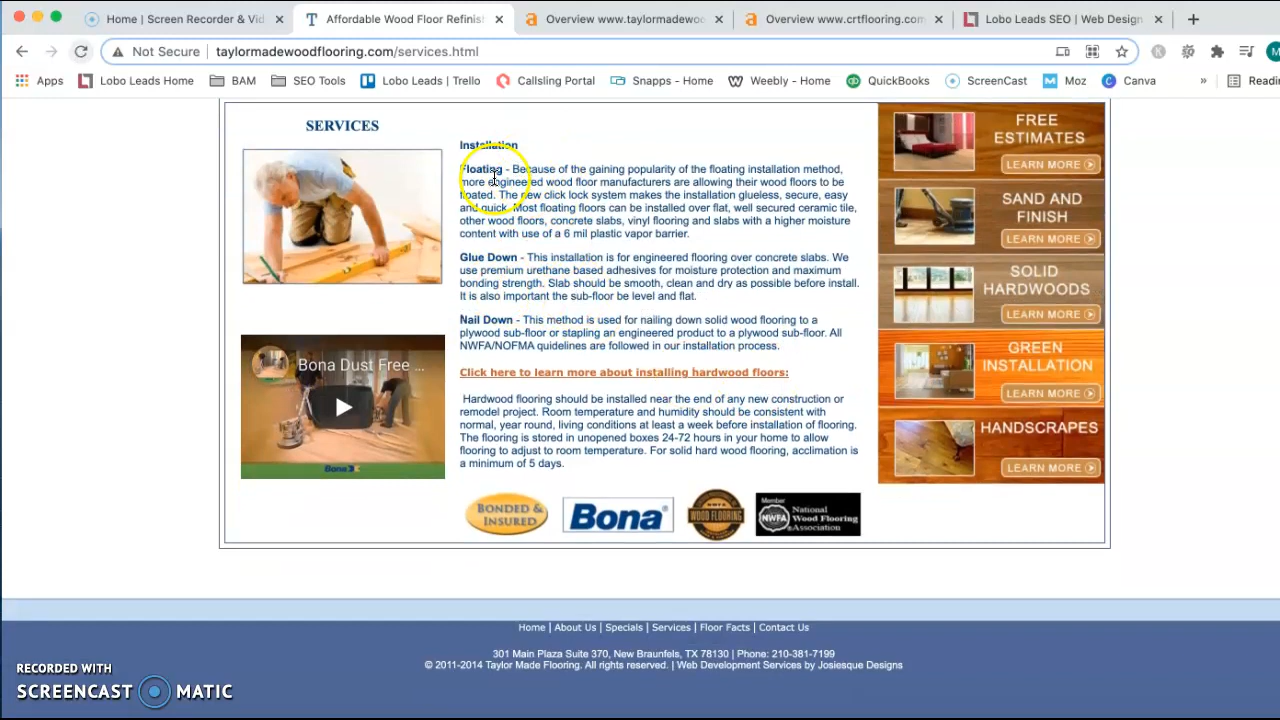 Home | Screen Recorder & Vid
Affordable Wood Floor Refinish
Overview www.taylormadewoo
Overview www.crtflooring.com
Lobo Leads SEO | Web Design
Not Secure
taylormadewoodflooring.com/services.html
Apps
Lobo Leads Home
BAM
SEO Tools
Lobo Leads | Trello
Callsling Portal
Snapps - Home
Weebly - Home
QuickBooks
ScreenCast
Moz
Canva
»
Readin
SERVICES
Installation
Floating - Because of the gaining popularity of the floating installation method,
more engineered wood floor manufacturers are allowing their wood floors to be
floated. The new click lock system makes the installation glueless, secure, easy
and quick. Most floating floors can be installed over flat, well secured ceramic tile,
other wood floors, concrete slabs, vinyl flooring and slabs with a higher moisture
content with use of a 6 mil plastic vapor barrier.
Glue Down - This installation is for engineered flooring over concrete slabs. We
use premium urethane based adhesives for moisture protection and maximum
bonding strength. Slab should be smooth, clean and dry as possible before install.
It is also important the sub-floor be level and flat.
Nail Down - This method is used for nailing down solid wood flooring to a
plywood sub-floor or stapling an engineered product to a plywood sub-floor. All
NWFA/NOFMA quidelines are followed in our installation process.
Click here to learn more about installing hardwood floors:
Hardwood flooring should be installed near the end of any new construction or
remodel project. Room temperature and humidity should be consistent with
normal, year round, living conditions at least a week before installation of flooring.
The flooring is stored in unopened boxes 24-72 hours in your home to allow
flooring to adjust to room temperature. For solid hard wood flooring, acclimation is
a minimum of 5 days.
Bona Dust Free ...
Bona
BONDED &
INSURED
Bona®
NWFA
WOOD FLOORING
Member
NWFA
National
Wood Flooring
Association
FREE
ESTIMATES
LEARN MORE
SAND AND
FINISH
LEARN MORE
SOLID
HARDWOODS
LEARN MORE
GREEN
INSTALLATION
LEARN MORE
HANDSCRAPES
LEARN MORE
Home | About Us | Specials | Services | Floor Facts | Contact Us
301 Main Plaza Suite 370, New Braunfels, TX 78130 | Phone: 210-381-7199
© 2011-2014 Taylor Made Flooring. All rights reserved. | Web Development Services by Josiesque Designs
RECORDED WITH
SCREENCAST MATIC